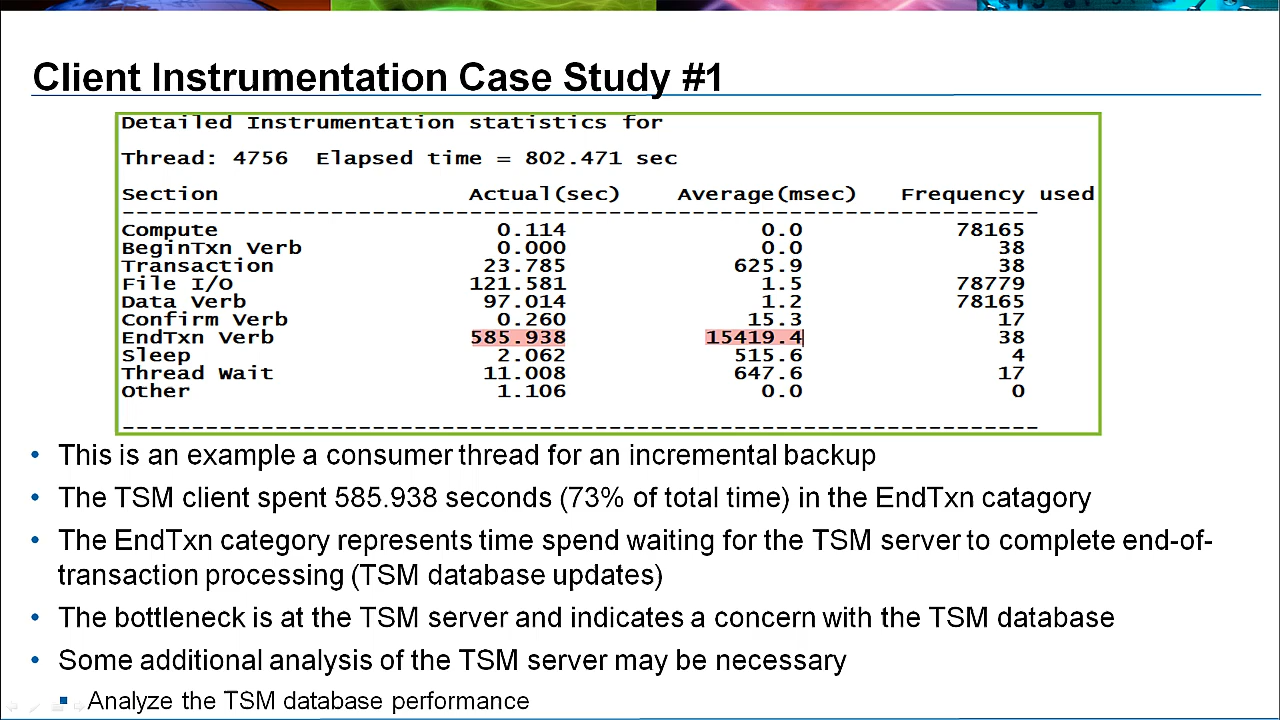 Client Instrumentation Case Study #1
Detailed Instrumentation statistics for
Thread: 4756 Elapsed time = 802.471 sec
Section Actual(sec) Average(msec) Frequency used
-------------------------------------------------------------------
Compute 0.114 0.0 78165
BeginTxn Verb 0.000 0.0 38
Transaction 23.785 625.9 38
File I/O 121.581 1.5 78779
Data Verb 97.014 1.2 78165
Confirm Verb 0.260 15.3 17
EndTxn Verb 585.938 15419.4 38
Sleep 2.062 515.6 4
Thread Wait 11.008 647.6 17
Other 1.106 0.0 0
-------------------------------------------------------------------
• This is an example a consumer thread for an incremental backup
• The TSM client spent 585.938 seconds (73% of total time) in the EndTxn catagory
• The EndTxn category represents time spend waiting for the TSM server to complete end-of-
transaction processing (TSM database updates)
• The bottleneck is at the TSM server and indicates a concern with the TSM database
• Some additional analysis of the TSM server may be necessary
▪ Analyze the TSM database performance